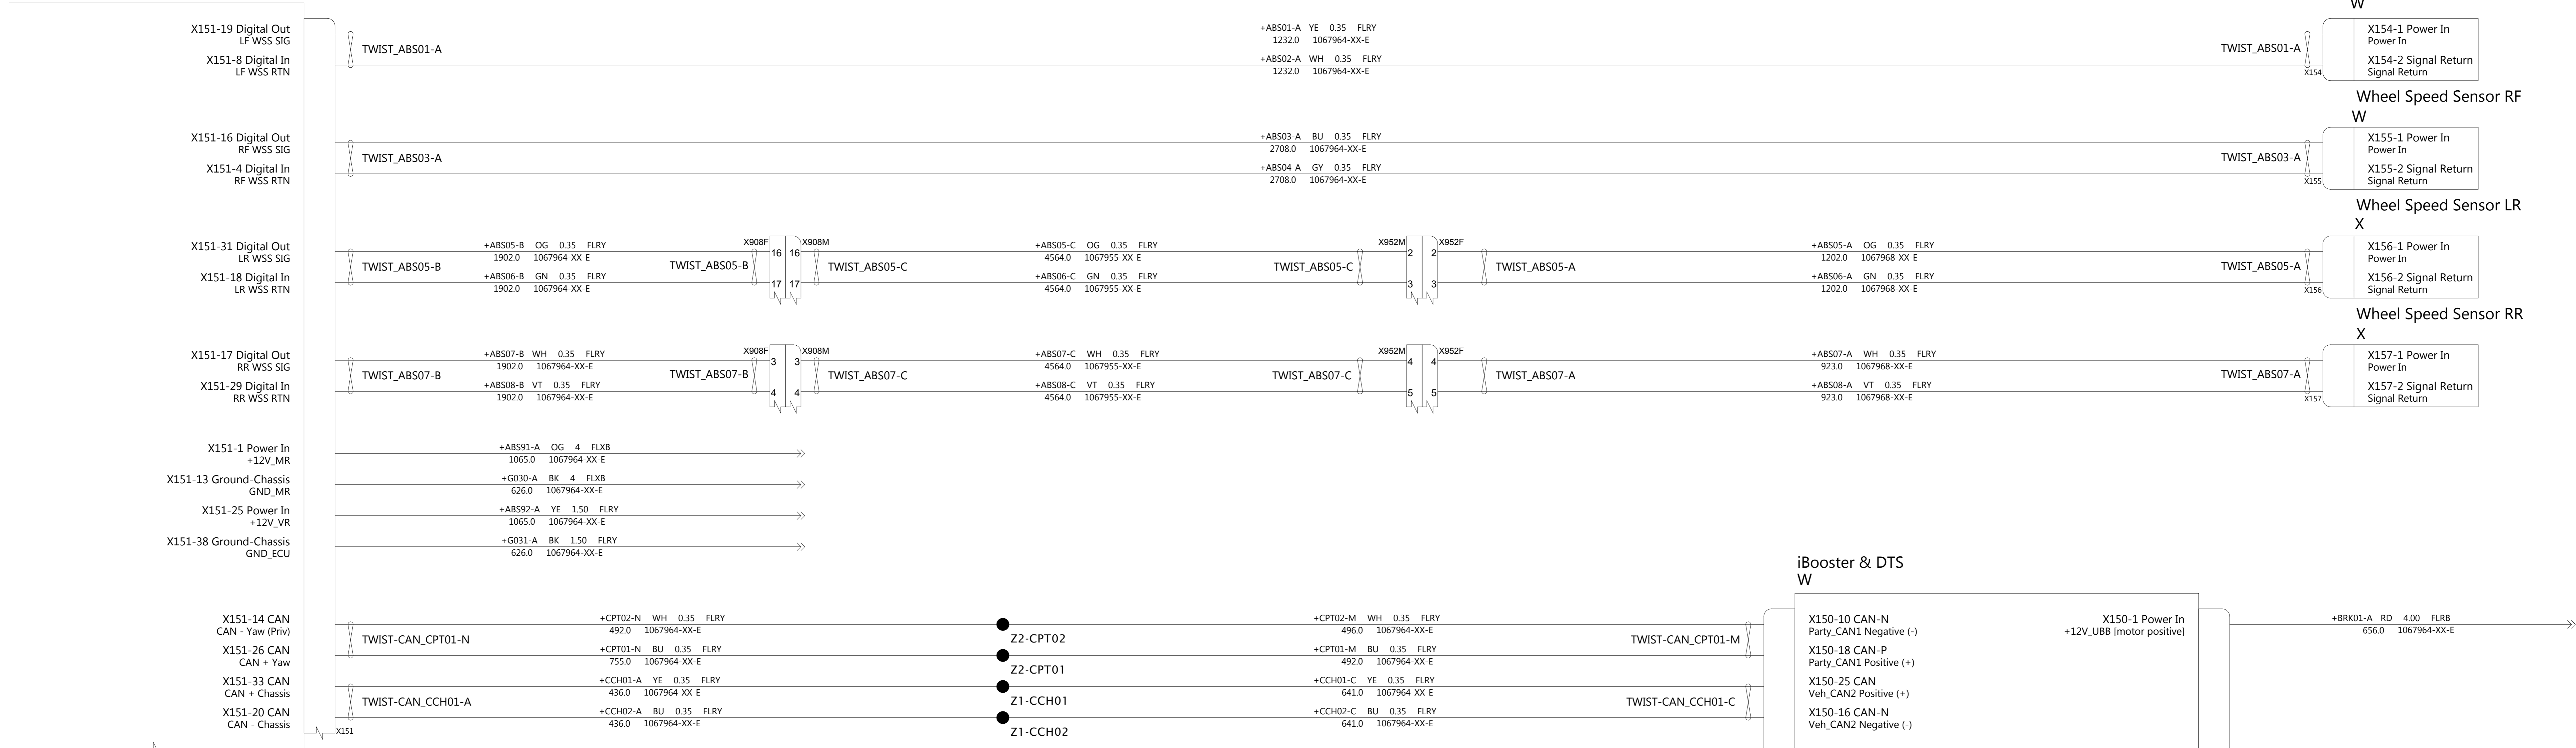 W
X151-19 Digital Out
LF WSS SIG
X151-8 Digital In
LF WSS RTN
TWIST_ABS01-A
+ABS01-A YE 0.35 FLRY
1232.0 1067964-XX-E
+ABS02-A WH 0.35 FLRY
1232.0 1067964-XX-E
TWIST_ABS01-A
X154
X154-1 Power In
Power In
X154-2 Signal Return
Signal Return
Wheel Speed Sensor RF
W
X151-16 Digital Out
RF WSS SIG
X151-4 Digital In
RF WSS RTN
TWIST_ABS03-A
+ABS03-A BU 0.35 FLRY
2708.0 1067964-XX-E
+ABS04-A GY 0.35 FLRY
2708.0 1067964-XX-E
TWIST_ABS03-A
X155
X155-1 Power In
Power In
X155-2 Signal Return
Signal Return
Wheel Speed Sensor LR
X
X151-31 Digital Out
LR WSS SIG
X151-18 Digital In
LR WSS RTN
TWIST_ABS05-B
+ABS05-B OG 0.35 FLRY
1902.0 1067964-XX-E
+ABS06-B GN 0.35 FLRY
1902.0 1067964-XX-E
TWIST_ABS05-B
X908F
X908M
16 16
17 17
TWIST_ABS05-C
+ABS05-C OG 0.35 FLRY
4564.0 1067955-XX-E
+ABS06-C GN 0.35 FLRY
4564.0 1067955-XX-E
TWIST_ABS05-C
X952M
X952F
2 2
3 3
TWIST_ABS05-A
+ABS05-A OG 0.35 FLRY
1202.0 1067968-XX-E
+ABS06-A GN 0.35 FLRY
1202.0 1067968-XX-E
TWIST_ABS05-A
X156
X156-1 Power In
Power In
X156-2 Signal Return
Signal Return
Wheel Speed Sensor RR
X
X151-17 Digital Out
RR WSS SIG
X151-29 Digital In
RR WSS RTN
TWIST_ABS07-B
+ABS07-B WH 0.35 FLRY
1902.0 1067964-XX-E
+ABS08-B VT 0.35 FLRY
1902.0 1067964-XX-E
TWIST_ABS07-B
X908F
X908M
3 3
4 4
TWIST_ABS07-C
+ABS07-C WH 0.35 FLRY
4564.0 1067955-XX-E
+ABS08-C VT 0.35 FLRY
4564.0 1067955-XX-E
TWIST_ABS07-C
X952M
X952F
4 4
5 5
TWIST_ABS07-A
+ABS07-A WH 0.35 FLRY
923.0 1067968-XX-E
+ABS08-A VT 0.35 FLRY
923.0 1067968-XX-E
TWIST_ABS07-A
X157
X157-1 Power In
Power In
X157-2 Signal Return
Signal Return
X151-1 Power In
+12V_MR
+ABS91-A OG 4 FLXB
1065.0 1067964-XX-E
X151-13 Ground-Chassis
GND_MR
+G030-A BK 4 FLXB
626.0 1067964-XX-E
X151-25 Power In
+12V_VR
+ABS92-A YE 1.50 FLRY
1065.0 1067964-XX-E
X151-38 Ground-Chassis
GND_ECU
+G031-A BK 1.50 FLRY
626.0 1067964-XX-E
iBooster & DTS
W
X151-14 CAN
CAN - Yaw (Priv)
X151-26 CAN
CAN + Yaw
X151-33 CAN
CAN + Chassis
X151-20 CAN
CAN - Chassis
X151
TWIST-CAN_CPT01-N
TWIST-CAN_CCH01-A
+CPT02-N WH 0.35 FLRY
492.0 1067964-XX-E
+CPT01-N BU 0.35 FLRY
755.0 1067964-XX-E
+CCH01-A YE 0.35 FLRY
436.0 1067964-XX-E
+CCH02-A BU 0.35 FLRY
436.0 1067964-XX-E
Z2-CPT02
Z2-CPT01
Z1-CCH01
Z1-CCH02
+CPT02-M WH 0.35 FLRY
496.0 1067964-XX-E
+CPT01-M BU 0.35 FLRY
492.0 1067964-XX-E
+CCH01-C YE 0.35 FLRY
641.0 1067964-XX-E
+CCH02-C BU 0.35 FLRY
641.0 1067964-XX-E
TWIST-CAN_CPT01-M
TWIST-CAN_CCH01-C
X150-10 CAN-N
Party_CAN1 Negative (-)
X150-18 CAN-P
Party_CAN1 Positive (+)
X150-25 CAN
Veh_CAN2 Positive (+)
X150-16 CAN-N
Veh_CAN2 Negative (-)
X150-1 Power In
+12V_UBB [motor positive]
+BRK01-A RD 4.00 FLRB
656.0 1067964-XX-E